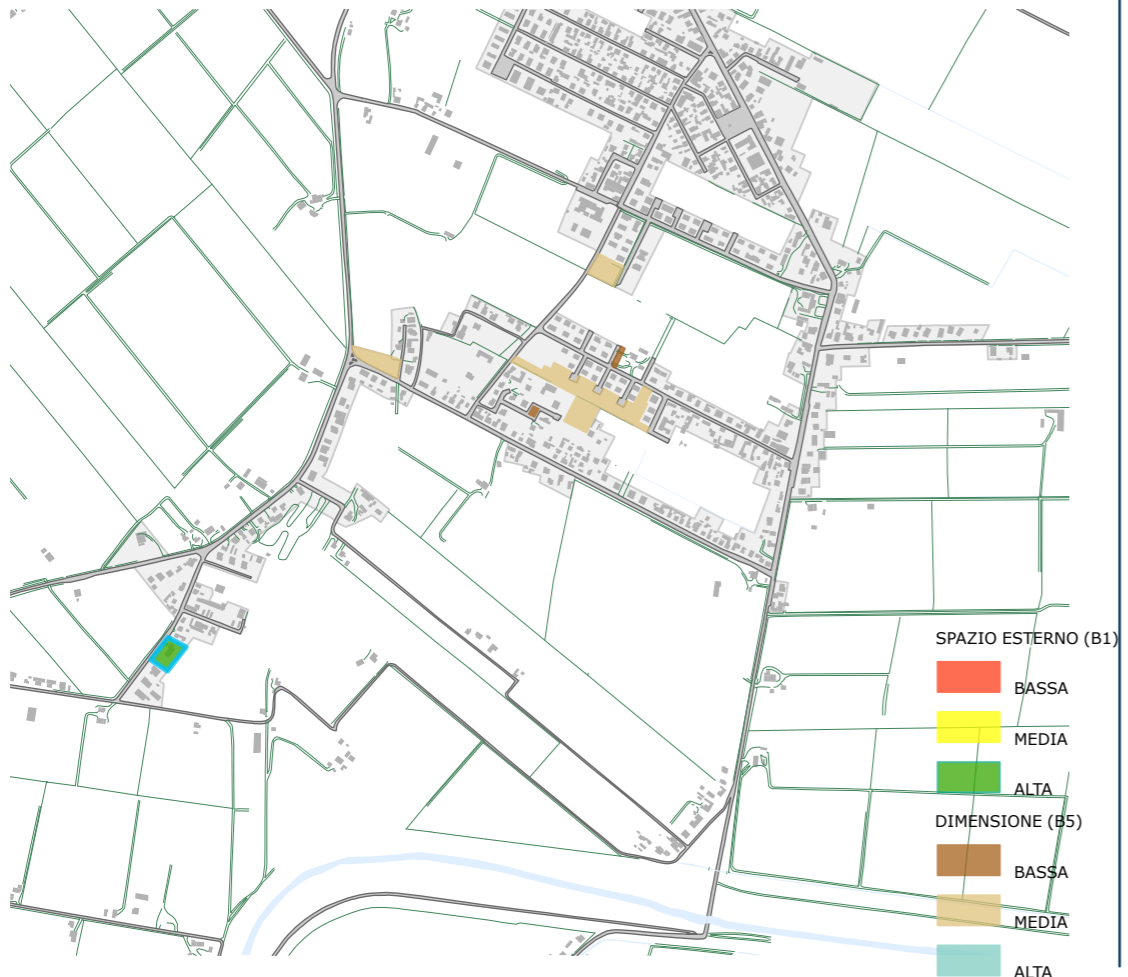 SPAZIO ESTERNO (B1)
BASSA
MEDIA
ALTA
DIMENSIONE (B5)
BASSA
MEDIA
ALTA